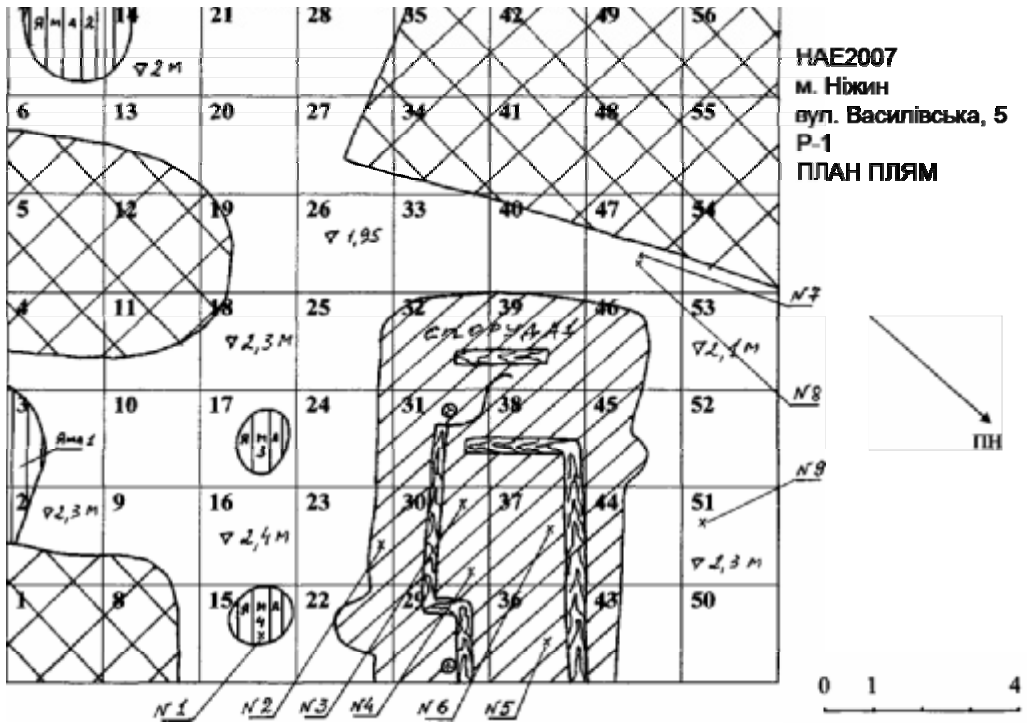 7 14 21 28 35 42 49 56
ЯМА 2
▽2 м
НАЕ2007
м. Ніжин
вул. Василівська, 5
Р-1
ПЛАН ПЛЯМ
6 13 20 27 34 41 48 55
5 12 19 26 33 40 47 54
▽ 1,95
N7
4 11 18 25 32 39 46 53
СПОРУДА 1
▽ 2,3 м
▽2,1 м
N8
3 10 17 24 31 38 45 52
Яма 1
ЯМА 3
ПН
N9
2 9 16 23 30 37 44 51
▽2,3 м
▽ 2,4 м
▽ 2,3 м
1 8 15 22 29 36 43 50
ЯМА 4
0 1 4
N1 N2 N3 N4 N6 N5